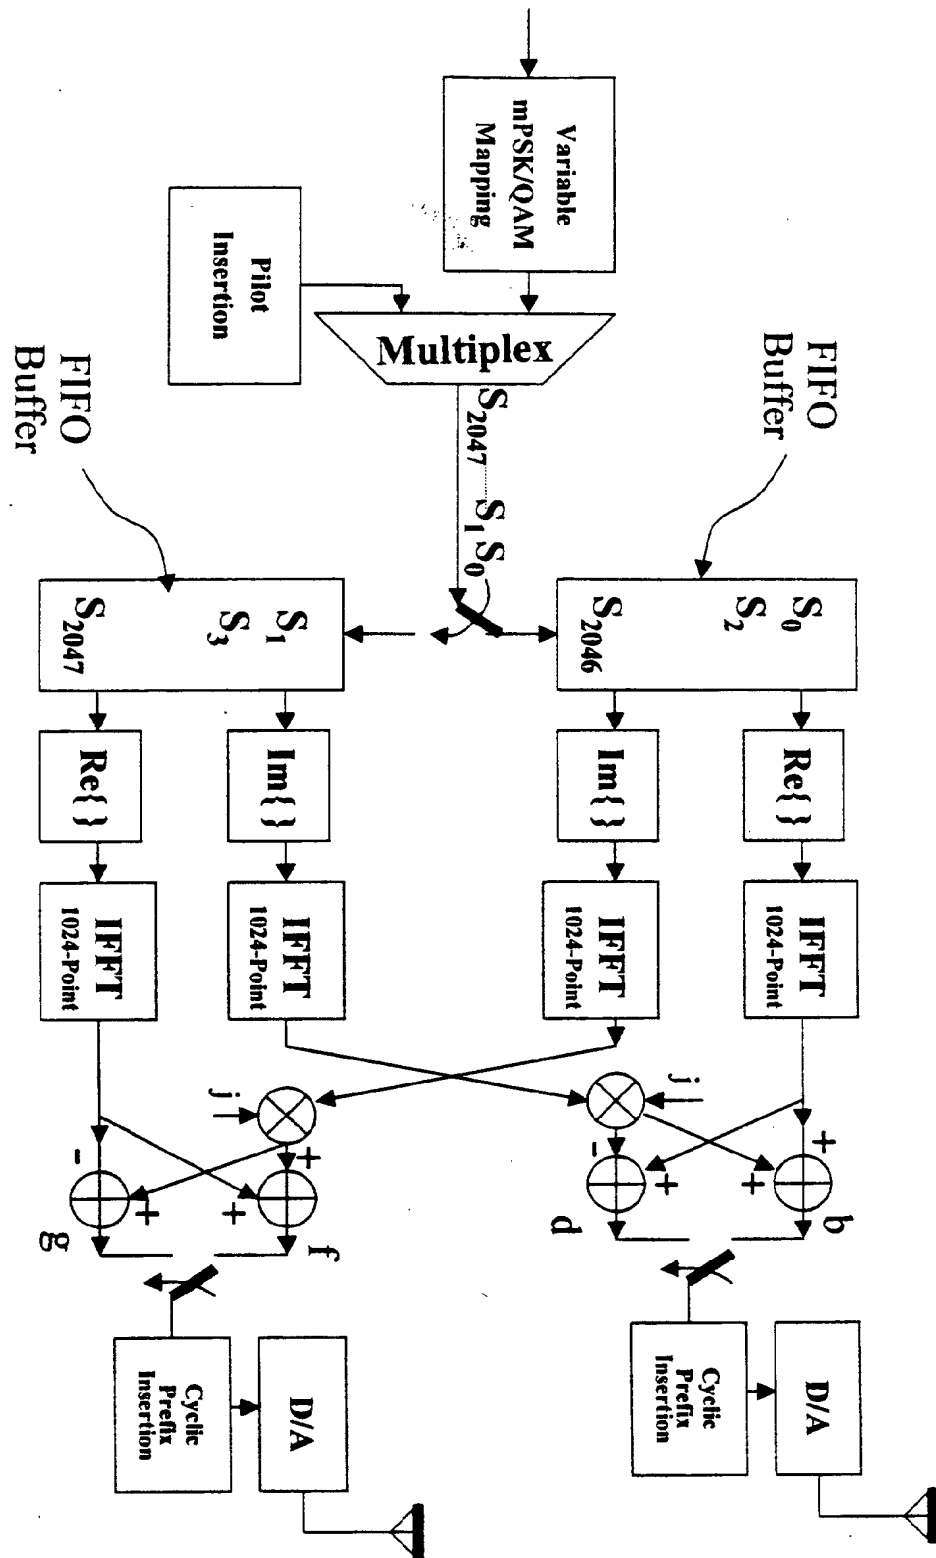 Variable
mPSK/QAM
Mapping
Pilot
Insertion
Multiplex
S2047 S1 S0
FIFO
Buffer
FIFO
Buffer
S0
S2
S2046
S1
S3
S2047
Re{ }
Im{ }
Im{ }
Re{ }
IFFT
1024-Point
IFFT
1024-Point
IFFT
1024-Point
IFFT
1024-Point
j
j
+
+
b
-
+
d
+
+
f
-
+
g
Cyclic
Prefix
Insertion
D/A
Cyclic
Prefix
Insertion
D/A